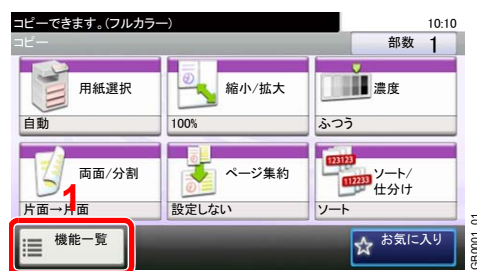 コピーできます。(フルカラー)
10:10
コピー
部数 1
用紙選択
自動
縮小/拡大
100%
濃度
ふつう
両面/分割
片面→片面
1
ページ集約
設定しない
123123
112233
ソート/
仕分け
ソート
機能一覧
お気に入り
GB0001_01